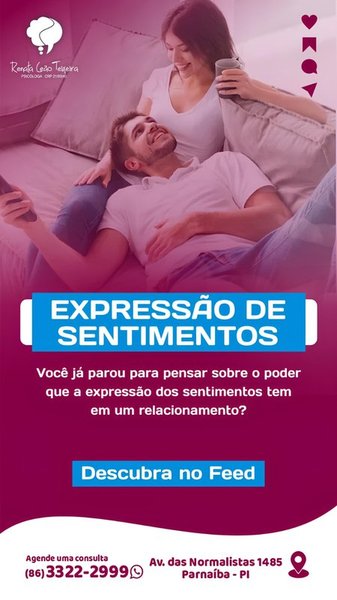 Renata Leão Teixeira
EXPRESSÃO DE
SENTIMENTOS
Você já parou para pensar sobre o poder
que a expressão dos sentimentos tem
em um relacionamento?
Descubra no Feed
Agende uma consulta
(86)3322-2999
Av. das Normalistas 1485
Parnaíba - PI